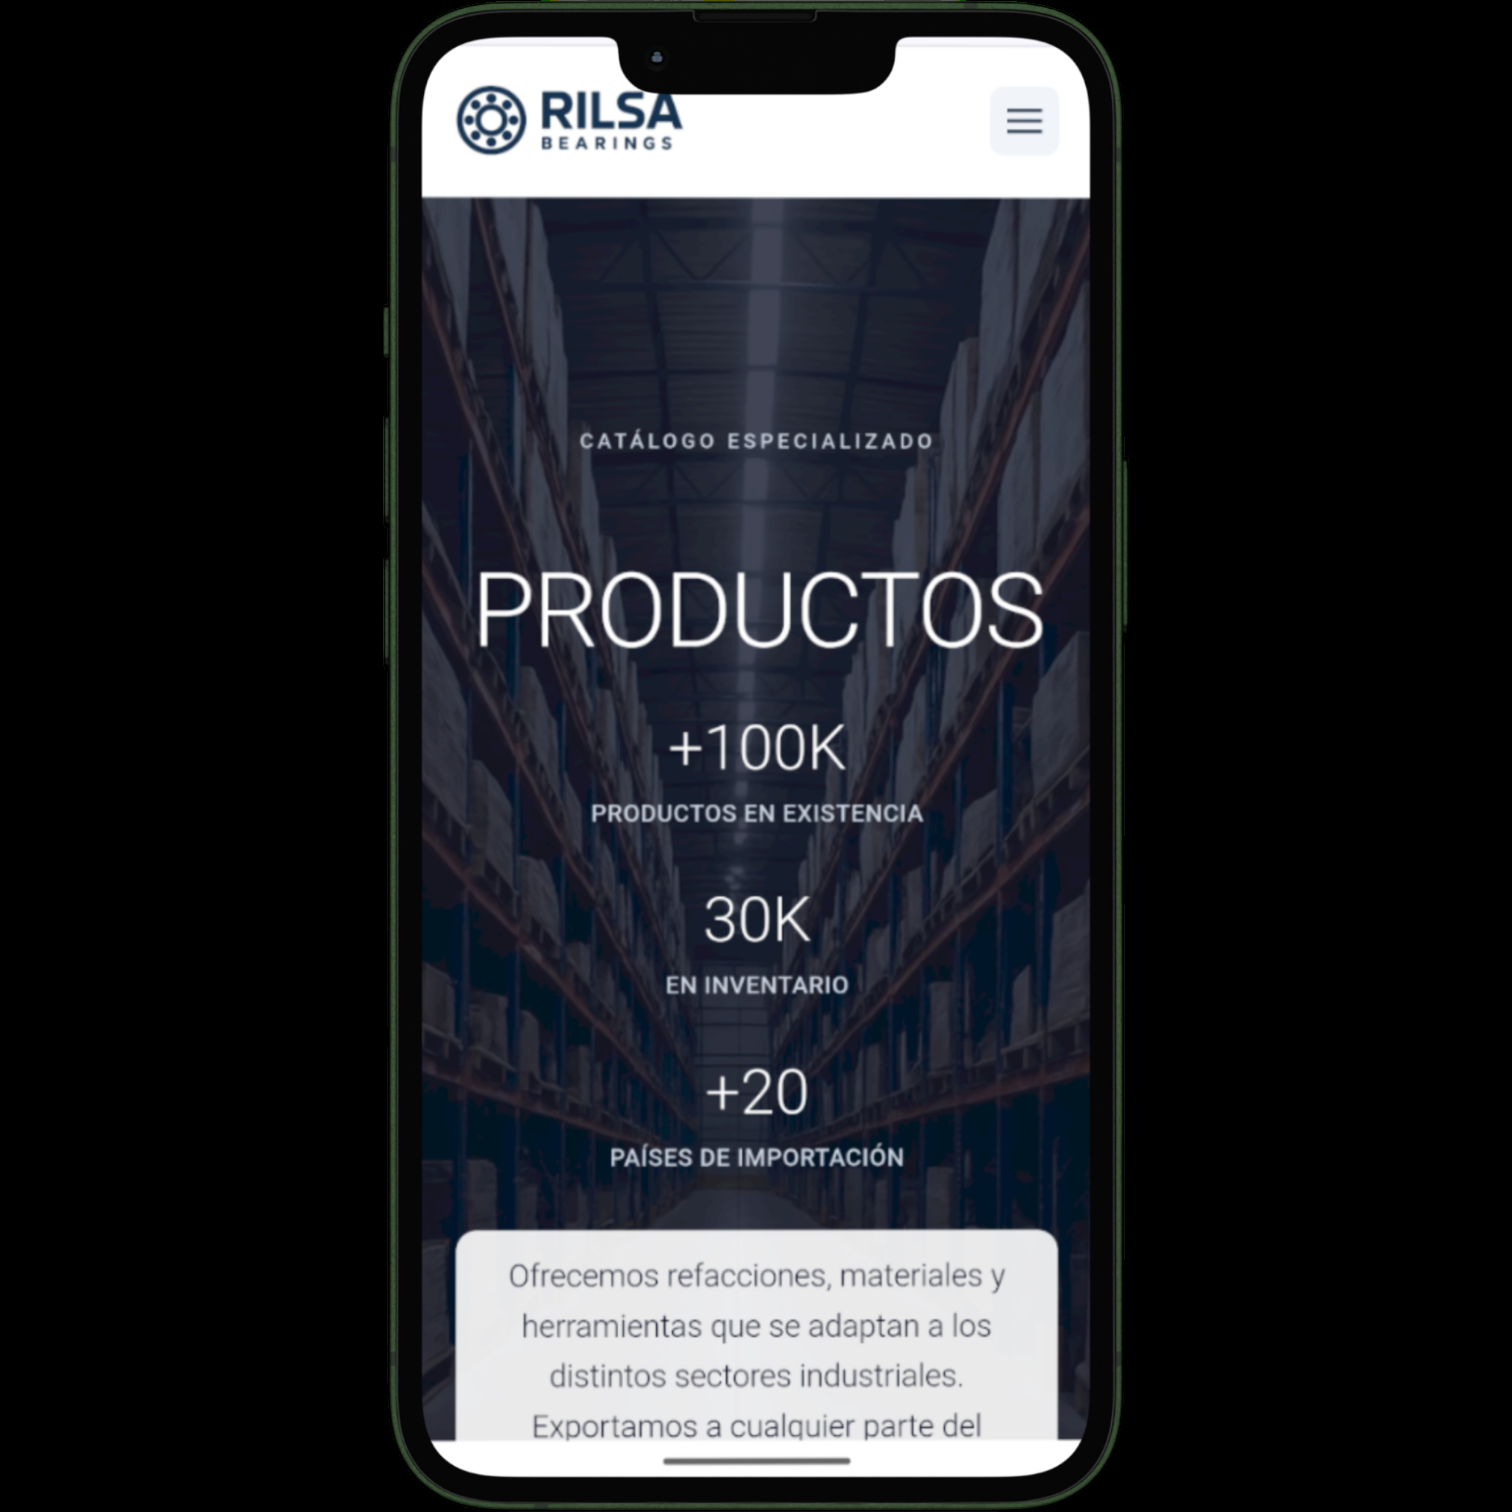 RILSA
BEARINGS
CATÁLOGO ESPECIALIZADO
PRODUCTOS
+100K
PRODUCTOS EN EXISTENCIA
30K
EN INVENTARIO
+20
PAÍSES DE IMPORTACIÓN
Ofrecemos refacciones, materiales y
herramientas que se adaptan a los
distintos sectores industriales.
Exportamos a cualquier parte del